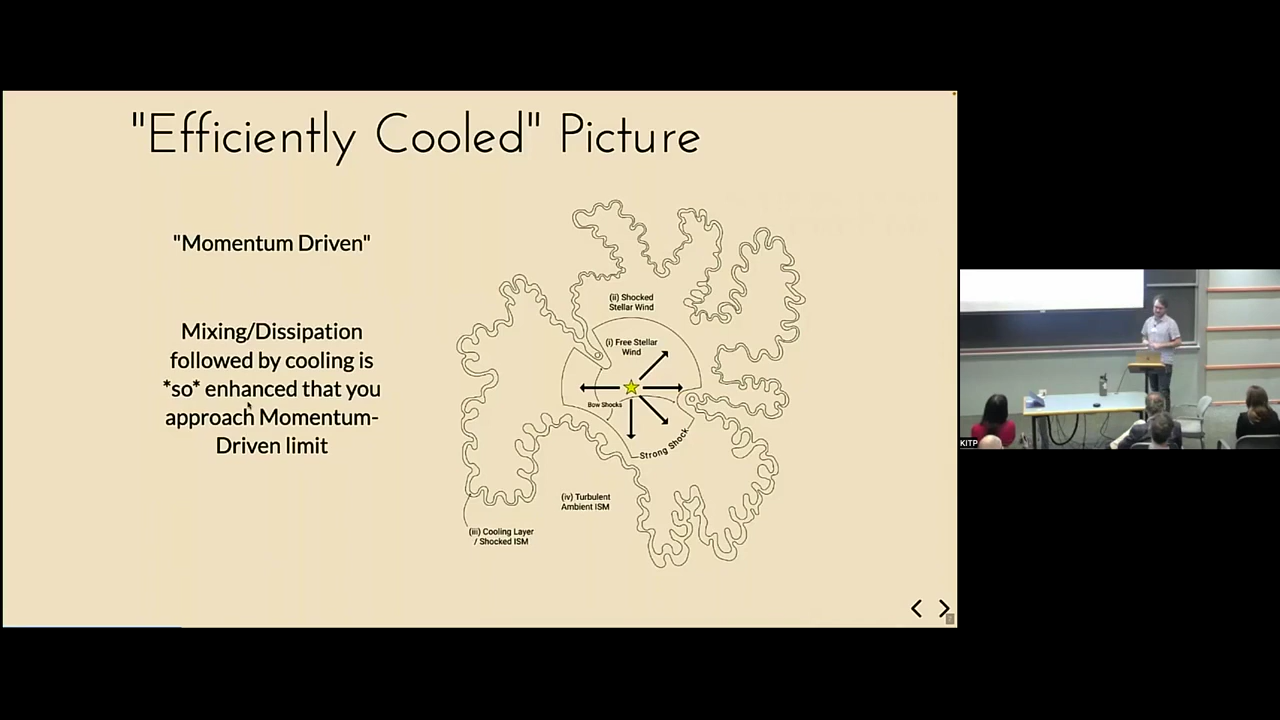 "Efficiently Cooled" Picture
"Momentum Driven"
Mixing/Dissipation
followed by cooling is
*so* enhanced that you
approach Momentum-
Driven limit
(ii) Shocked
Stellar Wind
(i) Free Stellar
Wind
Bow Shocks
Strong Shock
(iv) Turbulent
Ambient ISM
(iii) Cooling Layer
/ Shocked ISM
KITP